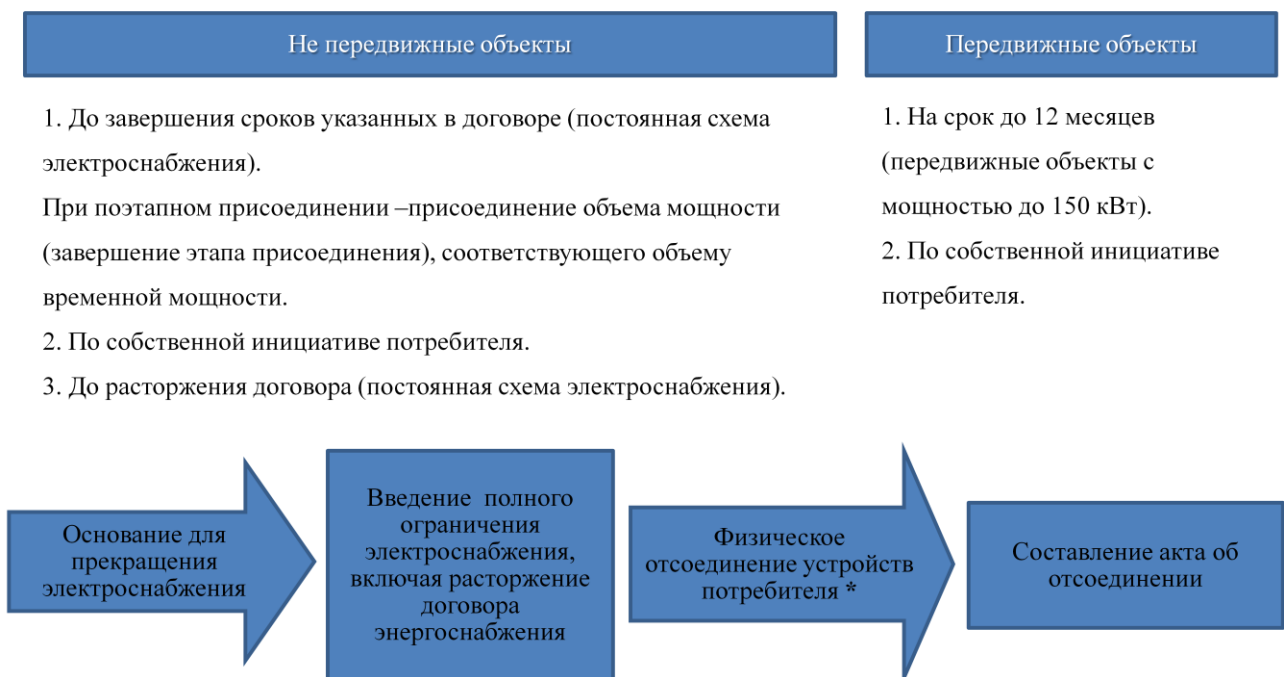 Не передвижные объекты
1. До завершения сроков указанных в договоре (постоянная схема
электроснабжения).
При поэтапном присоединении –присоединение объема мощности
(завершение этапа присоединения), соответствующего объему
временной мощности.
2. По собственной инициативе потребителя.
3. До расторжения договора (постоянная схема электроснабжения).
Передвижные объекты
1. На срок до 12 месяцев
(передвижные объекты с
мощностью до 150 кВт).
2. По собственной инициативе
потребителя.
Основание для
прекращения
электроснабжения
Введение полного
ограничения
электроснабжения,
включая расторжение
договора
энергоснабжения
Физическое
отсоединение устройств
потребителя *
Составление акта об
отсоединении